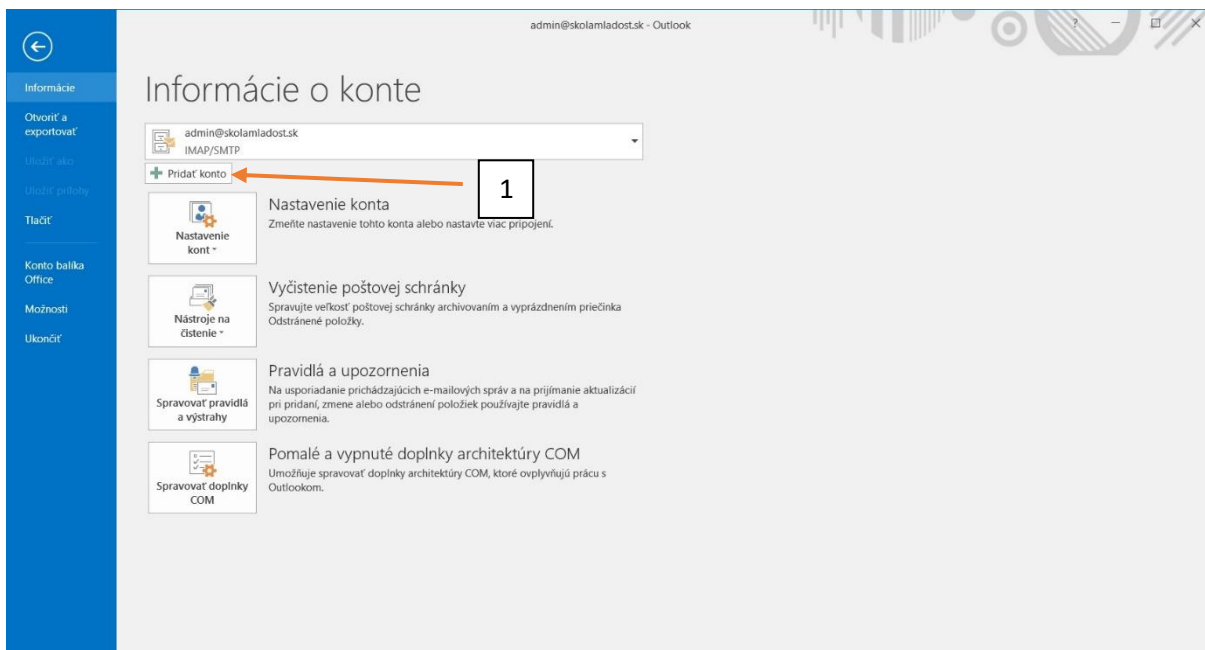 admin@skolamladost.sk - Outlook
?
Informácie
Otvoriť a
exportovať
Uložiť ako
Uložiť prílohy
Tlačiť
Konto balíka
Office
Možnosti
Ukončiť
Informácie o konte
admin@skolamladost.sk
IMAP/SMTP
Pridať konto
1
Nastavenie
kont
Nastavenie konta
Zmeňte nastavenie tohto konta alebo nastavte viac pripojení.
Nástroje na
čistenie
Vyčistenie poštovej schránky
Spravujte veľkosť poštovej schránky archivovaním a vyprázdnením priečinka
Odstránené položky.
Spravovať pravidlá
a výstrahy
Pravidlá a upozornenia
Na usporiadanie prichádzajúcich e-mailových správ a na prijímanie aktualizácií
pri pridaní, zmene alebo odstránení položiek používajte pravidlá a
upozornenia.
Spravovať doplnky
COM
Pomalé a vypnuté doplnky architektúry COM
Umožňuje spravovať doplnky architektúry COM, ktoré ovplyvňujú prácu s
Outlookom.